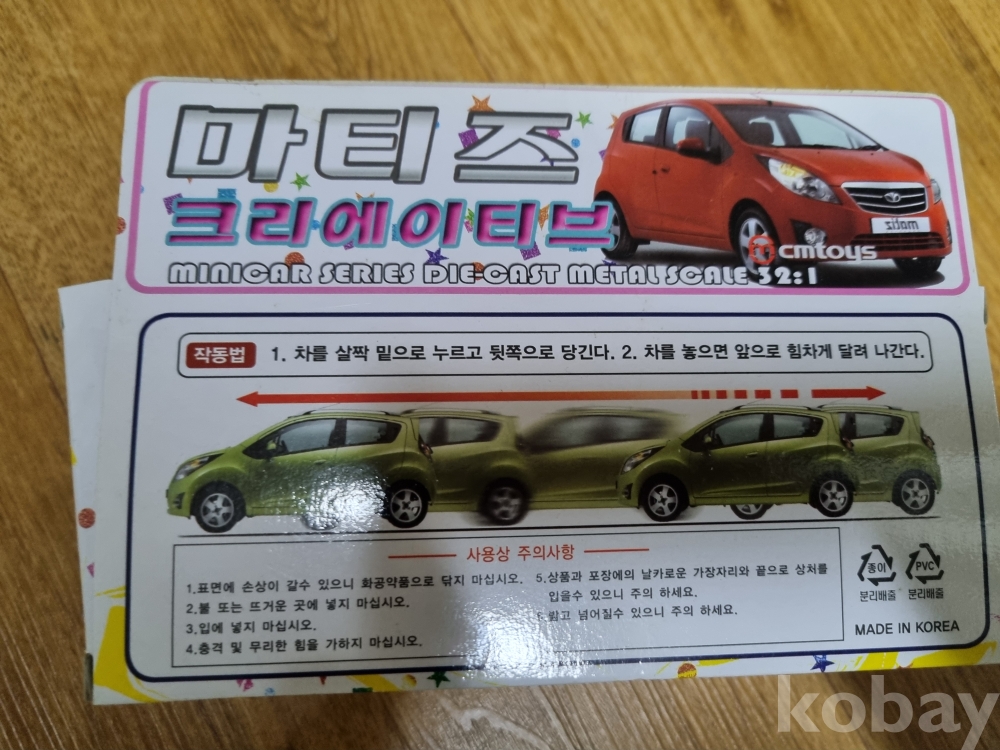 마티즈
크리에이티브
MINICAR SERIES DIE-CAST METAL SCALE 32:1
cmtoys
matiz
작동법 1. 차를 살짝 밑으로 누르고 뒷쪽으로 당긴다. 2. 차를 놓으면 앞으로 힘차게 달려 나간다.
사용상 주의사항
1.표면에 손상이 갈수 있으니 화공약품으로 닦지 마십시오.
2.불 또는 뜨거운 곳에 넣지 마십시오.
3.입에 넣지 마십시오.
4.충격 및 무리한 힘을 가하지 마십시오.
5.상품과 포장에의 날카로운 가장자리와 끝으로 상처를
입을수 있으니 주의 하세요.
넘어질수 있으니 주의 하세요.
종이 PVC
분리배출 분리배출
MADE IN KOREA
kobay